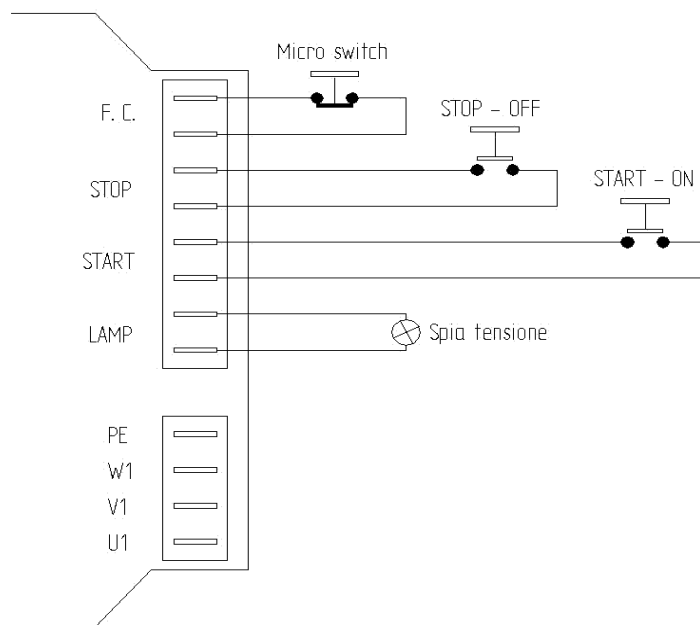 Micro switch
F. C.
STOP - OFF
STOP
START - ON
START
LAMP
Spia tensione
PE
W1
V1
U1